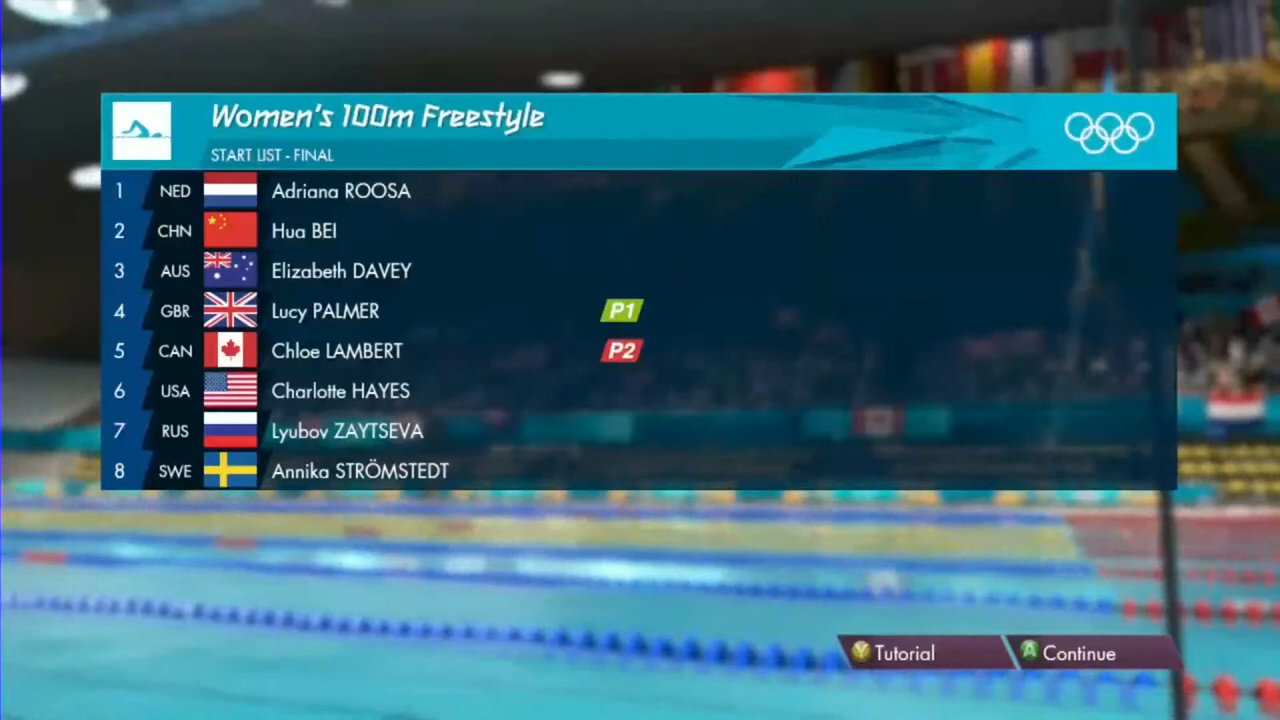 Women's 100m Freestyle
START LIST - FINAL
1 NED Adriana ROOSA
2 CHN Hua BEI
3 AUS Elizabeth DAVEY
4 GBR Lucy PALMER P1
5 CAN Chloe LAMBERT P2
6 USA Charlotte HAYES
7 RUS Lyubov ZAYTSEVA
8 SWE Annika STRÖMSTEDT
Y Tutorial A Continue